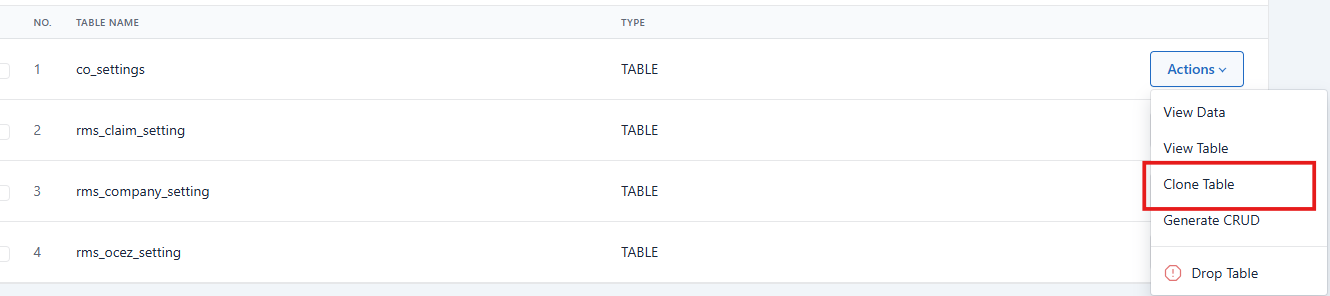 NO. TABLE NAME TYPE
1 co_settings TABLE Actions
2 rms_claim_setting TABLE
3 rms_company_setting TABLE
4 rms_ocez_setting TABLE
View Data
View Table
Clone Table
Generate CRUD
Drop Table